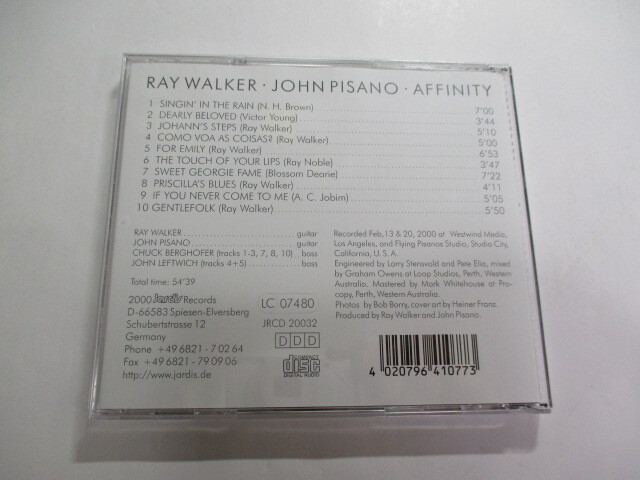 RAY WALKER · JOHN PISANO · AFFINITY
1 SINGIN' IN THE RAIN (N. H. Brown) 7'00
2 DEARLY BELOVED (Victor Young) 3'44
3 JOHANN'S STEPS (Ray Walker) 5'10
4 COMO VOA AS COISAS? (Ray Walker) 5'00
5 FOR EMILY (Ray Walker) 6'53
6 THE TOUCH OF YOUR LIPS (Ray Noble) 3'47
7 SWEET GEORGIE FAME (Blossom Dearie) 7'22
8 PRISCILLA'S BLUES (Ray Walker) 4'11
9 IF YOU NEVER COME TO ME (A. C. Jobim) 5'05
10 GENTLEFOLK (Ray Walker) 5'50
RAY WALKER guitar
JOHN PISANO guitar
CHUCK BERGHOFER (tracks 1-3, 7, 8, 10) bass
JOHN LEFTWICH (tracks 4+5) bass
Total time: 54'39
2000 Jardis Records
D-66583 Spiesen-Elversberg
Schubertstrasse 12
Germany
Phone +49 6821 - 7 02 64
Fax +49 6821 - 79 09 06
http://www.jardis.de
LC 07480
JRCD 20032
DDD
COMPACT
disc
DIGITAL AUDIO
Recorded Feb,13 & 20, 2000 at Westwind Media,
Los Angeles, and Flying Pisanos Studio, Studio City,
California, U. S. A.
Engineered by Larry Stensvold and Pete Elia, mixed
by Graham Owens at Loop Studios, Perth, Western
Australia. Mastered by Mark Whitehouse at Pro-
copy, Perth, Western Australia.
Photos by Bob Barry, cover art by Heiner Franz.
Produced by Ray Walker and John Pisano.
4 020796 410773